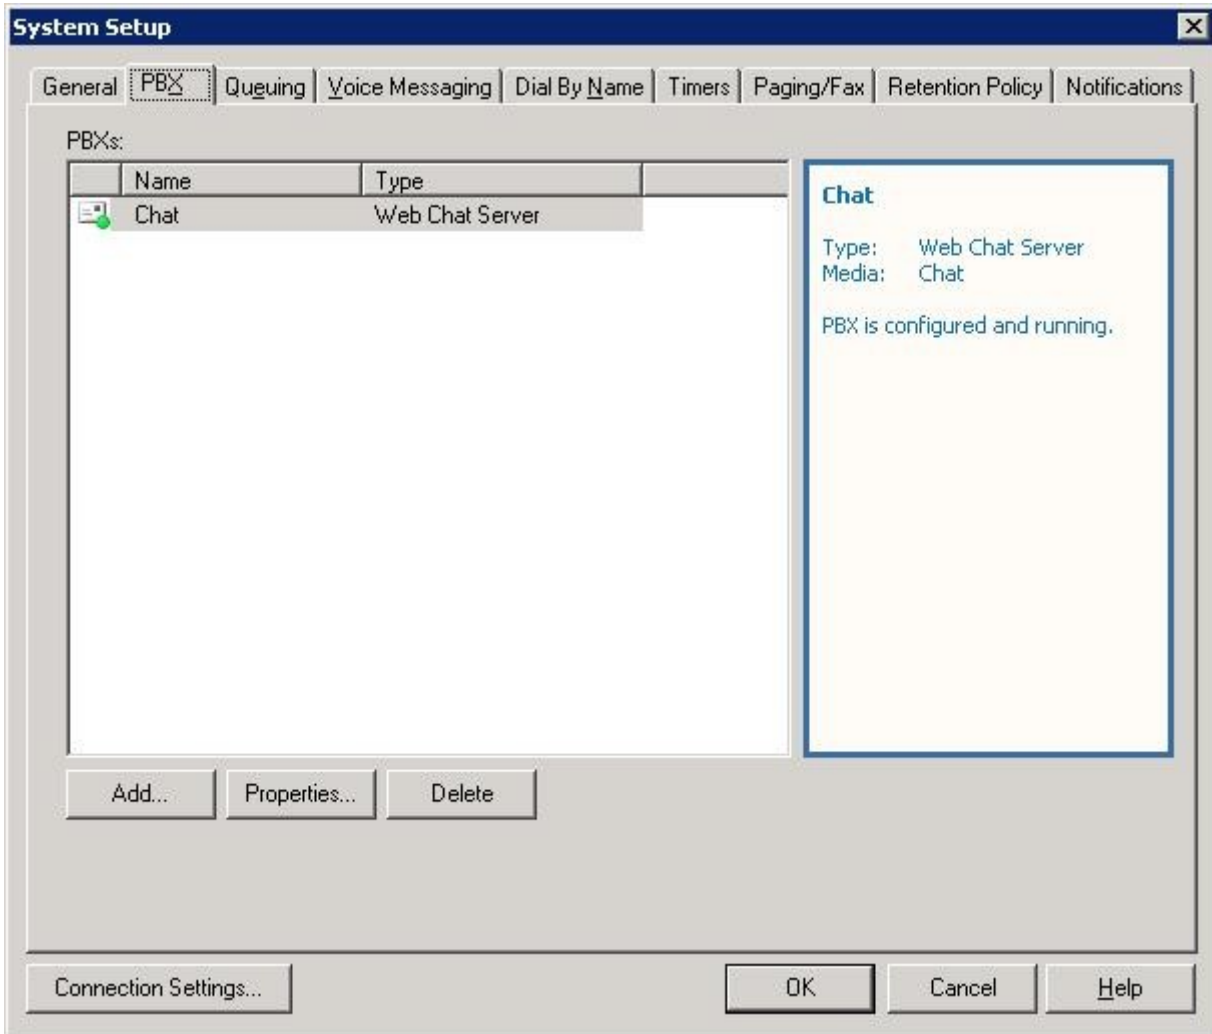 System Setup
General PBX Queuing Voice Messaging Dial By Name Timers Paging/Fax Retention Policy Notifications
PBXs:
Name Type
Chat Web Chat Server
Chat
Type: Web Chat Server
Media: Chat
PBX is configured and running.
Add... Properties... Delete
Connection Settings... OK Cancel Help